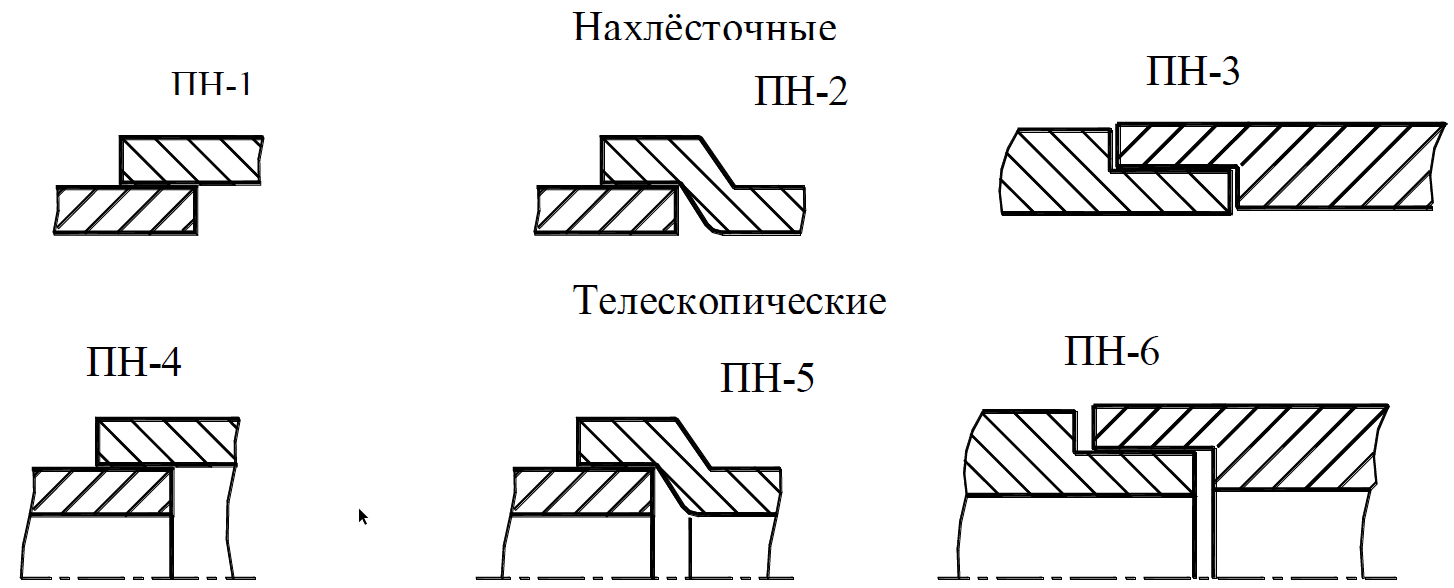 Нахлёсточные
ПН-1
ПН-2
ПН-3
Телескопические
ПН-4
ПН-5
ПН-6